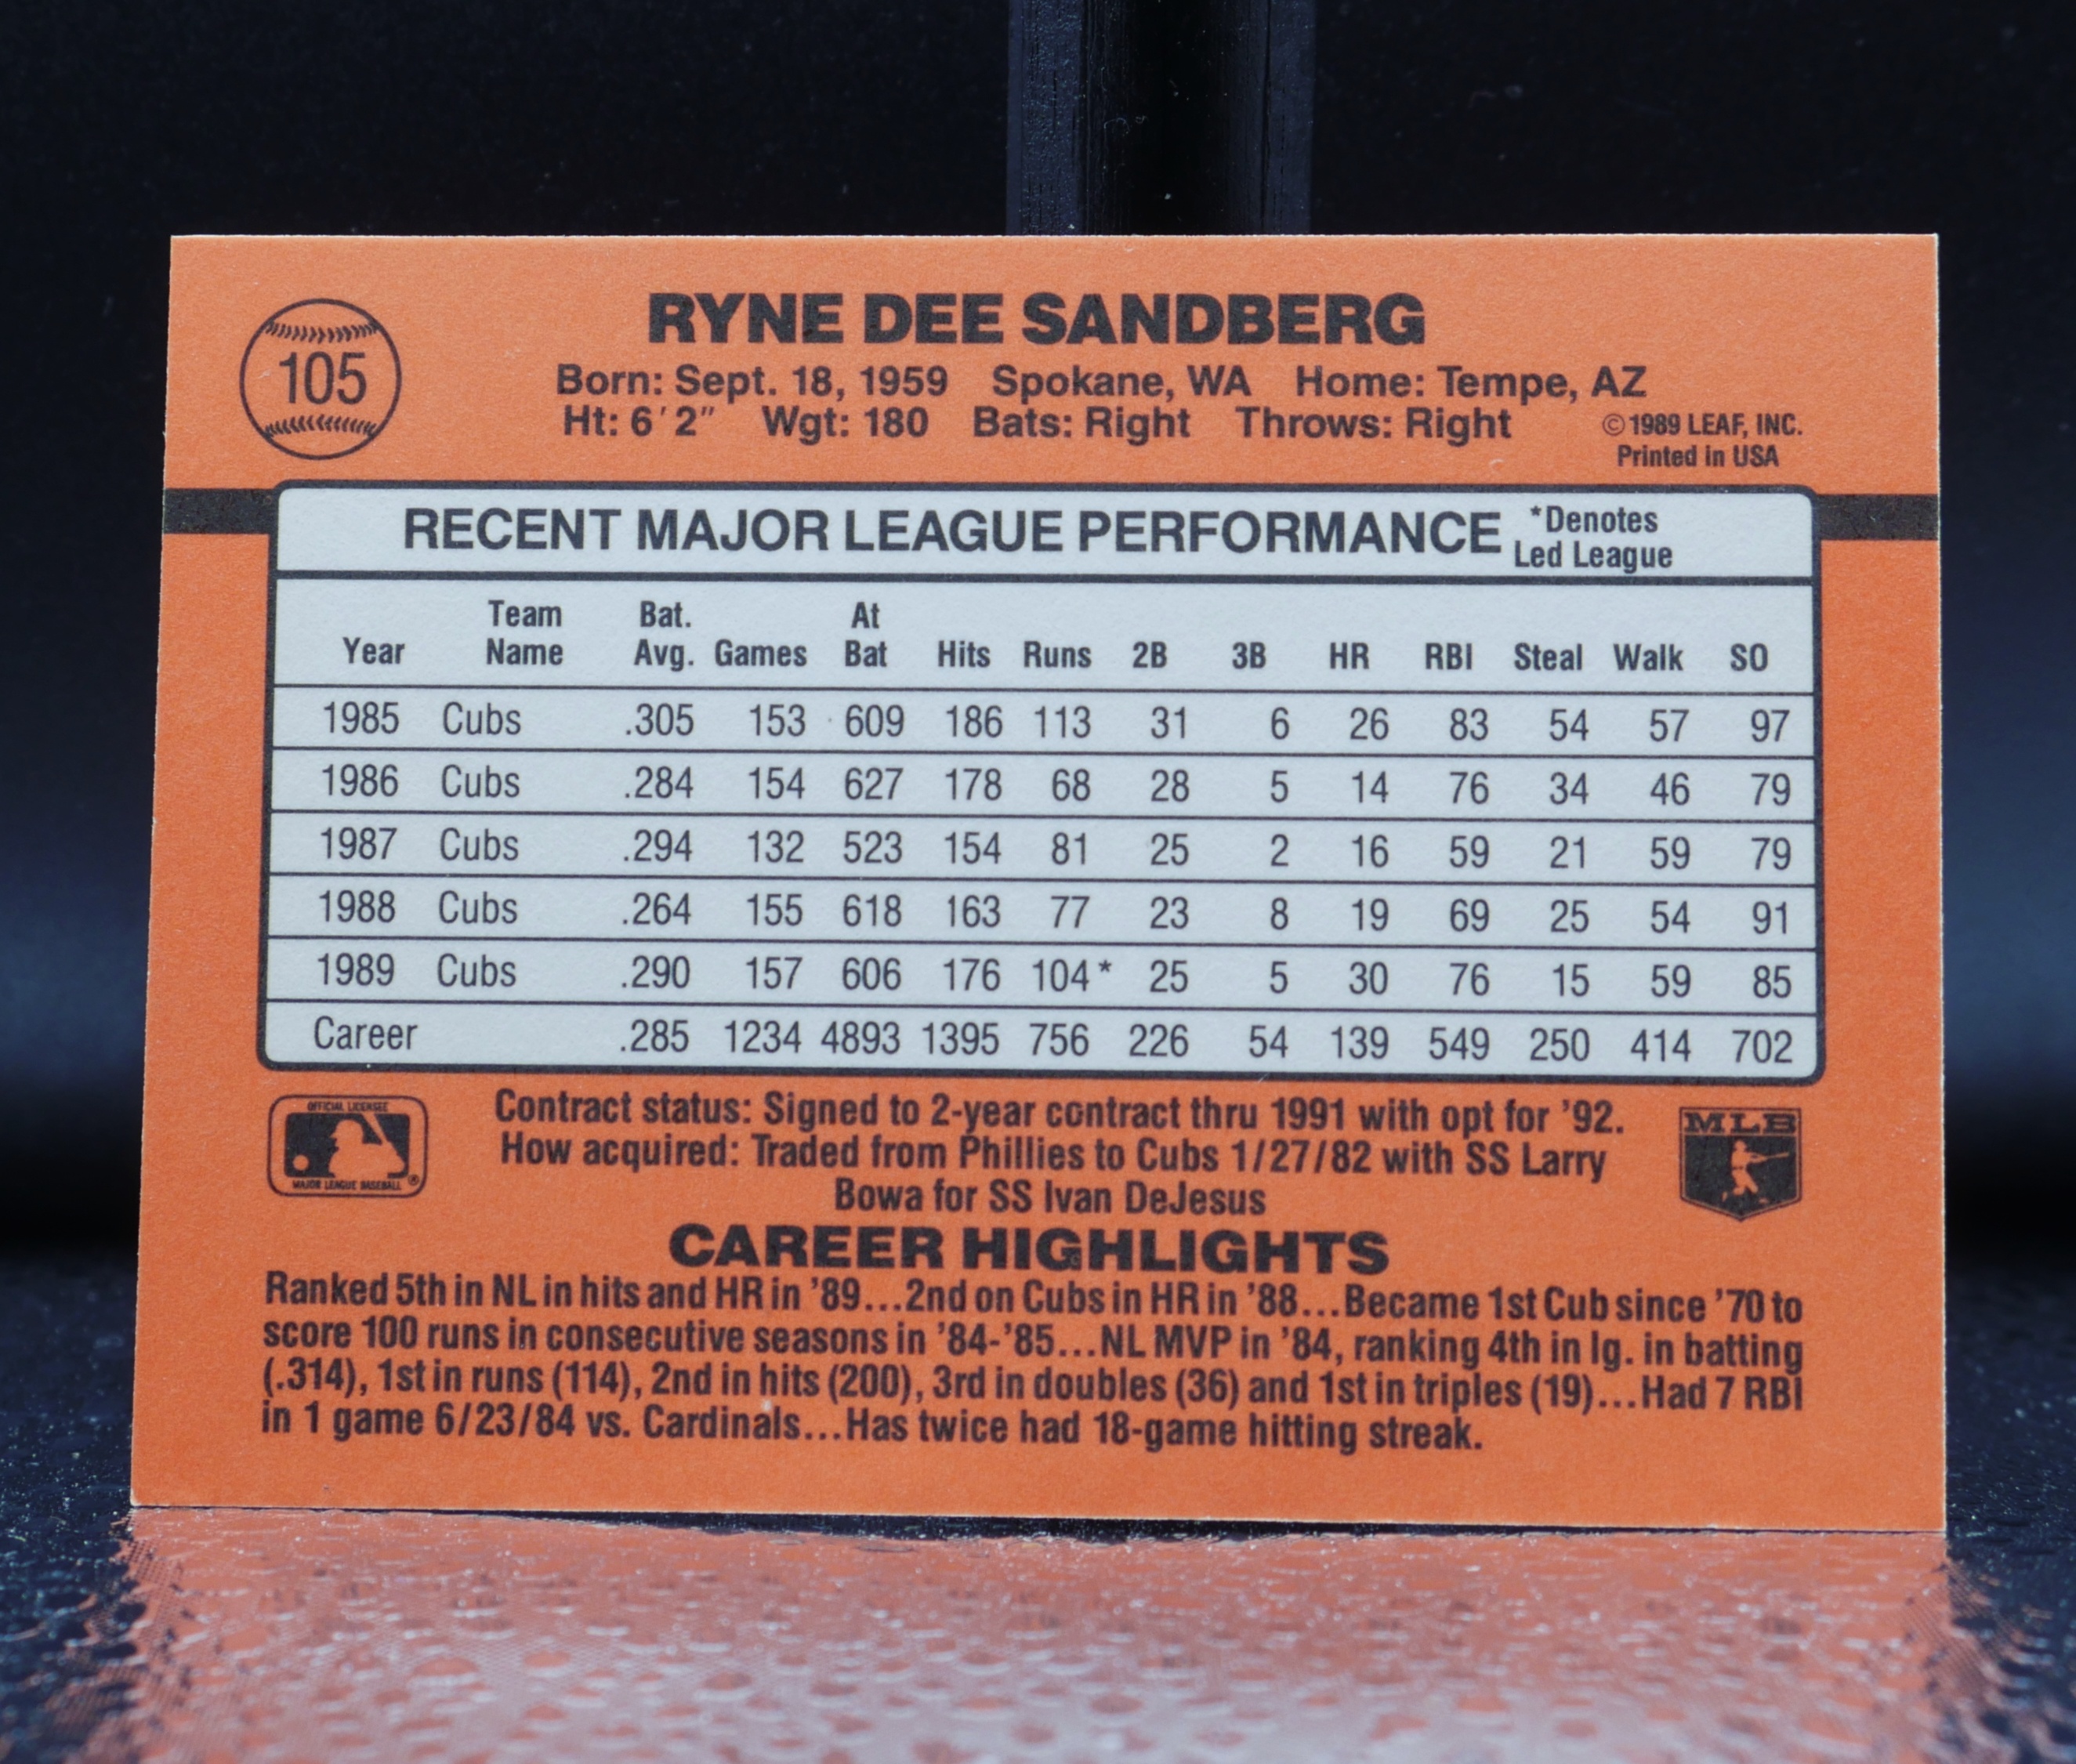 105
RYNE DEE SANDBERG
Born: Sept. 18, 1959 Spokane, WA Home: Tempe, AZ
Ht: 6'2" Wgt: 180 Bats: Right Throws: Right
©1989 LEAF, INC.
Printed in USA
RECENT MAJOR LEAGUE PERFORMANCE
*Denotes
Led League
Year Team Name Bat. Avg. Games At Bat Hits Runs 2B 3B HR RBI Steal Walk SO
1985 Cubs .305 153 609 186 113 31 6 26 83 54 57 97
1986 Cubs .284 154 627 178 68 28 5 14 76 34 46 79
1987 Cubs .294 132 523 154 81 25 2 16 59 21 59 79
1988 Cubs .264 155 618 163 77 23 8 19 69 25 54 91
1989 Cubs .290 157 606 176 104* 25 5 30 76 15 59 85
Career .285 1234 4893 1395 756 226 54 139 549 250 414 702
OFFICIAL LICENSEE
MAJOR LEAGUE BASEBALL ®
Contract status: Signed to 2-year contract thru 1991 with opt for '92.
How acquired: Traded from Phillies to Cubs 1/27/82 with SS Larry
Bowa for SS Ivan DeJesus
MLB
CAREER HIGHLIGHTS
Ranked 5th in NL in hits and HR in '89...2nd on Cubs in HR in '88...Became 1st Cub since '70 to
score 100 runs in consecutive seasons in '84-'85...NL MVP in '84, ranking 4th in lg. in batting
(.314), 1st in runs (114), 2nd in hits (200), 3rd in doubles (36) and 1st in triples (19)...Had 7 RBI
in 1 game 6/23/84 vs. Cardinals...Has twice had 18-game hitting streak.